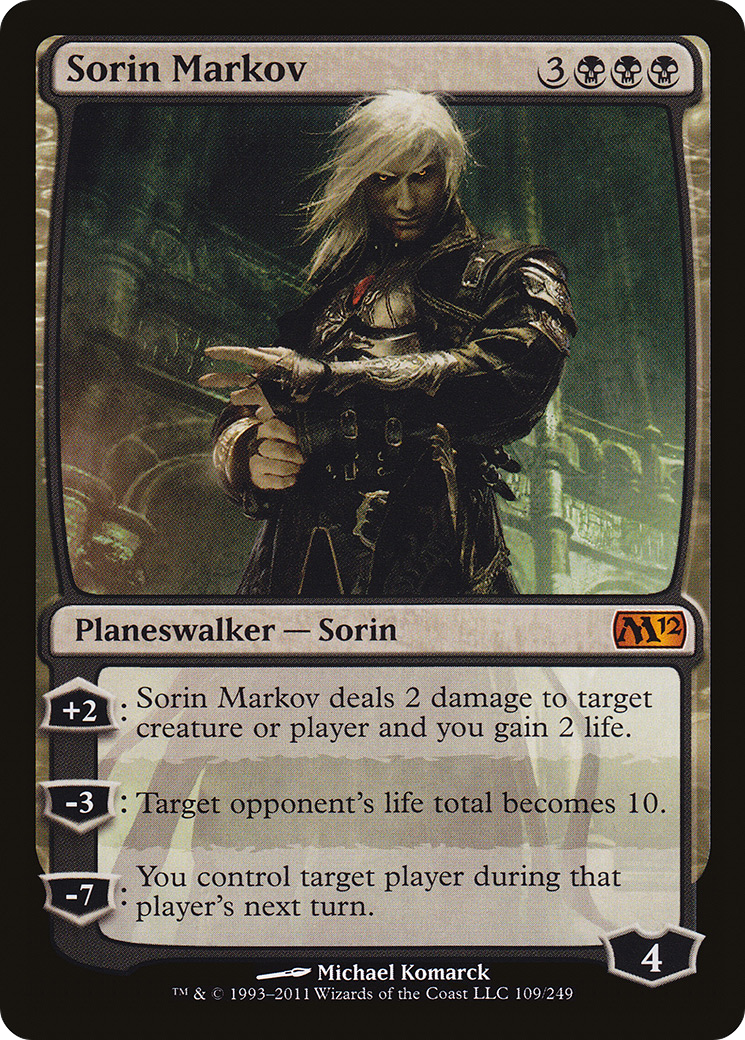 Sorin Markov 3
Planeswalker — Sorin M12
+2 : Sorin Markov deals 2 damage to target
creature or player and you gain 2 life.
-3 : Target opponent's life total becomes 10.
-7 : You control target player during that
player's next turn.
4
Michael Komarck
™ & © 1993–2011 Wizards of the Coast LLC 109/249